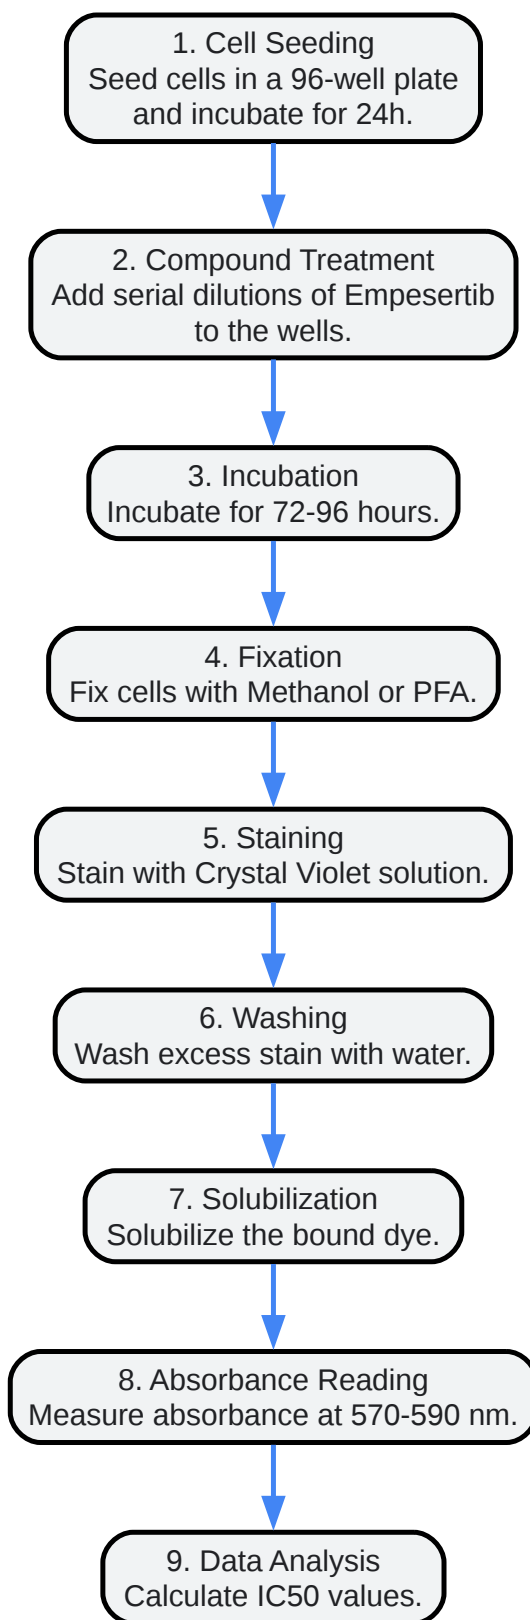 1. Cell Seeding
Seed cells in a 96-well plate
and incubate for 24h.
2. Compound Treatment
Add serial dilutions of Empesertib
to the wells.
3. Incubation
Incubate for 72-96 hours.
4. Fixation
Fix cells with Methanol or PFA.
5. Staining
Stain with Crystal Violet solution.
6. Washing
Wash excess stain with water.
7. Solubilization
Solubilize the bound dye.
8. Absorbance Reading
Measure absorbance at 570-590 nm.
9. Data Analysis
Calculate IC50 values.